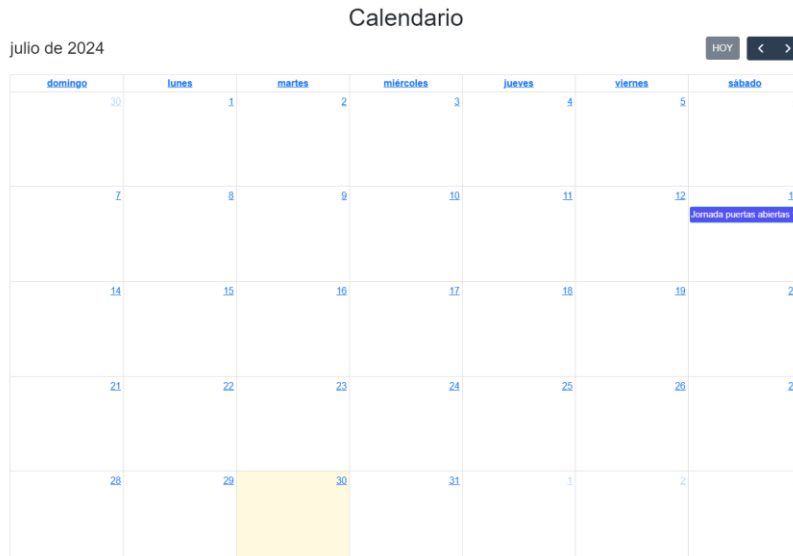 Calendario
julio de 2024
HOY
domingo lunes martes miércoles jueves viernes sábado
30 1 2 3 4 5
7 8 9 10 11 12
Jornada puertas abiertas
14 15 16 17 18 19
21 22 23 24 25 26
28 29 30 31 1 2